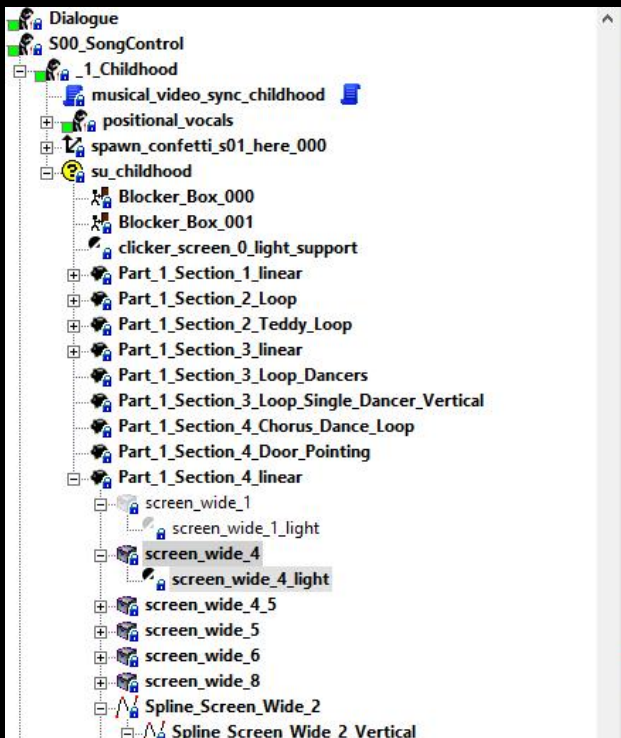 Dialogue
S00_SongControl
_1_Childhood
musical_video_sync_childhood
positional_vocals
spawn_confetti_s01_here_000
su_childhood
Blocker_Box_000
Blocker_Box_001
clicker_screen_0_light_support
Part_1_Section_1_linear
Part_1_Section_2_Loop
Part_1_Section_2_Teddy_Loop
Part_1_Section_3_linear
Part_1_Section_3_Loop_Dancers
Part_1_Section_3_Loop_Single_Dancer_Vertical
Part_1_Section_4_Chorus_Dance_Loop
Part_1_Section_4_Door_Pointing
Part_1_Section_4_linear
screen_wide_1
screen_wide_1_light
screen_wide_4
screen_wide_4_light
screen_wide_4_5
screen_wide_5
screen_wide_6
screen_wide_8
Spline_Screen_Wide_2
Spline_Screen_Wide_2_Vertical